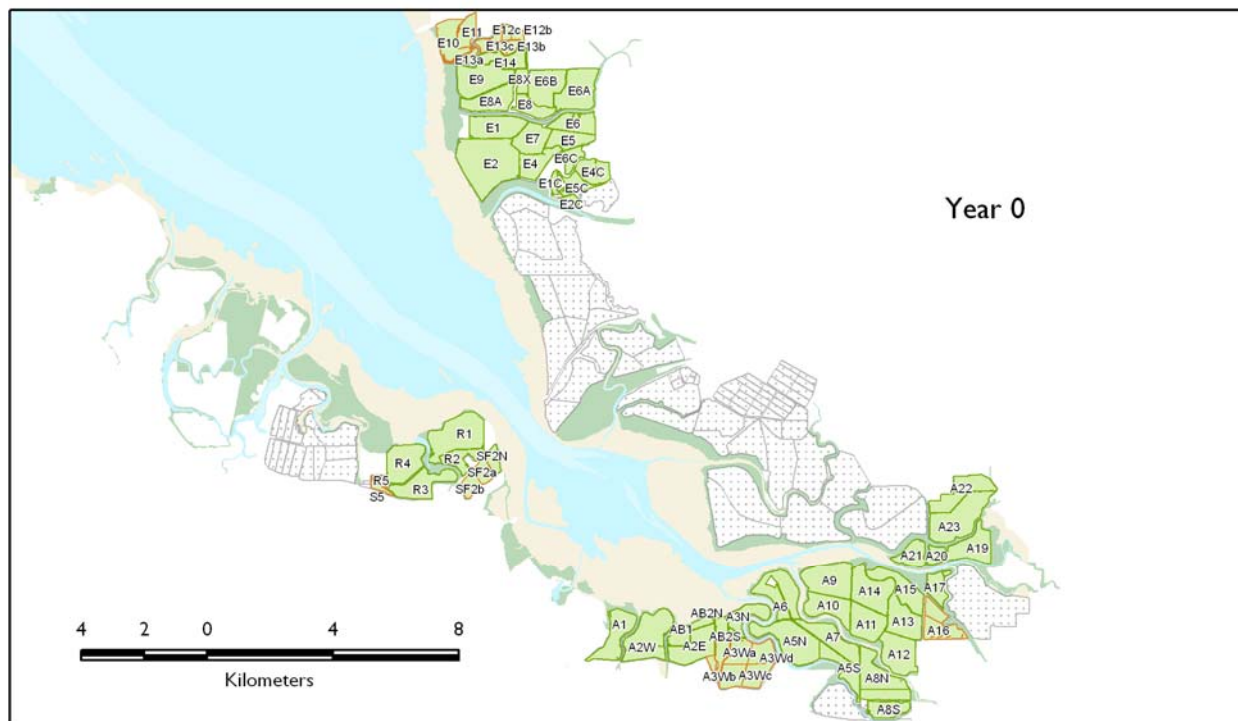 E11
E12c E12b
E10
E13c E13b
E13a E14
E9 E8X E6B
E6A
E8A E8
E1 E6
E7 E5
E6C
E2 E4 E4C
E1C E5C
E2C
Year 0
R1
R4 R2 SF2N
SF2a
R5 R3 SF2b
S5
A22
A23
A19
A21 A20
A9 A14 A15 A17
A6 A10
A11 A13 A16
A1 AB1 AB2N A3N
A2W A2E AB2S A5N A7
A3Wa A3Wd A12
A3Wb A3Wc A5S A8N
A8S
4 2 0 4 8
Kilometers